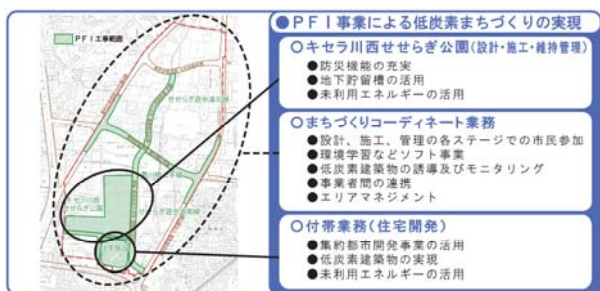 PFI工事範囲
せせらぎ公園
●PFI事業による低炭素まちづくりの実現
○キセラ川西せせらぎ公園(設計・施工・維持管理)
●防災機能の充実
●地下貯留槽の活用
●未利用エネルギーの活用
○まちづくりコーディネート業務
●設計、施工、管理の各ステージでの市民参加
●環境学習などソフト事業
●低炭素建築物の誘導及びモニタリング
●事業者間の連携
●エリアマネジメント
○付帯業務(住宅開発)
●集約都市開発事業の活用
●低炭素建築物の実現
●未利用エネルギーの活用